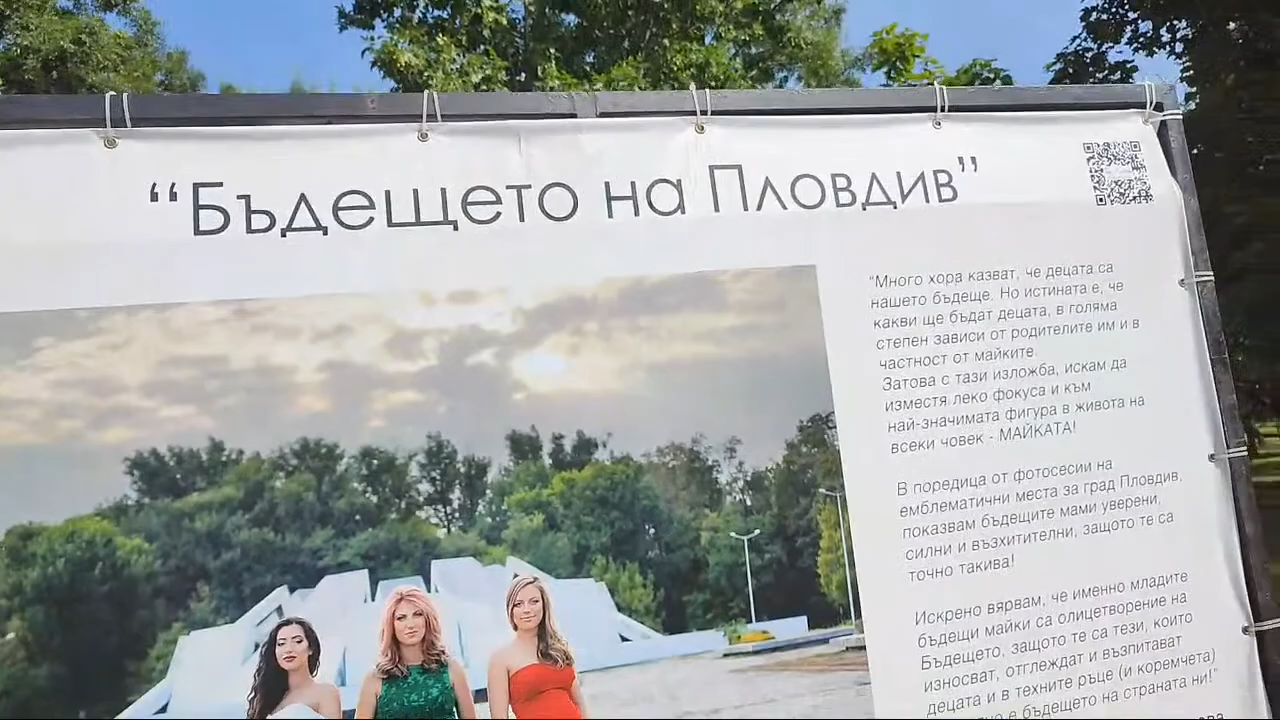 “Бъдещето на Пловдив”
“Много хора казват, че децата са
нашето бъдеще. Но истината е, че
какви ще бъдат децата, в голяма
степен зависи от родителите им и в
частност от майките.
Затова с тази изложба, искам да
изместя леко фокуса и към
най-значимата фигура в живота на
всеки човек - МАЙКАТА!
В поредица от фотосесии на
емблематични места за град Пловдив,
показвам бъдещите мами уверени,
силни и възхитителни, защото те са
точно такива!
Искрено вярвам, че именно младите
бъдещи майки са олицетворение на
Бъдещето, защото те са тези, които
износват, отглеждат и възпитават
децата и в техните ръце (и коремчета)
е бъдещето на страната ни!”